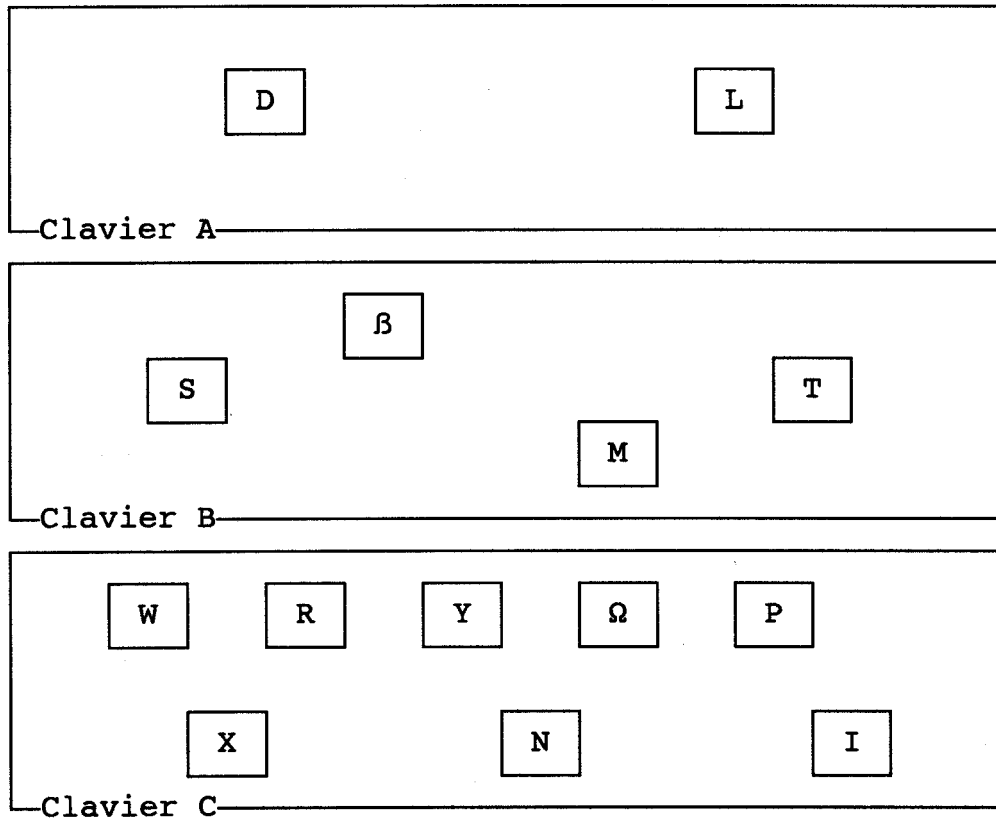 D L
Clavier A
ß
S T
M
Clavier B
W R Y Ω P
X N I
Clavier C